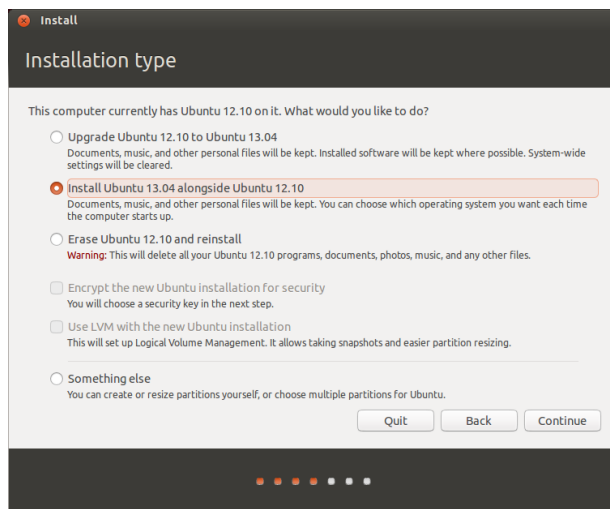 Install
Installation type
This computer currently has Ubuntu 12.10 on it. What would you like to do?
Upgrade Ubuntu 12.10 to Ubuntu 13.04
Documents, music, and other personal files will be kept. Installed software will be kept where possible. System-wide
settings will be cleared.
Install Ubuntu 13.04 alongside Ubuntu 12.10
Documents, music, and other personal files will be kept. You can choose which operating system you want each time
the computer starts up.
Erase Ubuntu 12.10 and reinstall
Warning: This will delete all your Ubuntu 12.10 programs, documents, photos, music, and any other files.
Encrypt the new Ubuntu installation for security
You will choose a security key in the next step.
Use LVM with the new Ubuntu installation
This will set up Logical Volume Management. It allows taking snapshots and easier partition resizing.
Something else
You can create or resize partitions yourself, or choose multiple partitions for Ubuntu.
Quit Back Continue